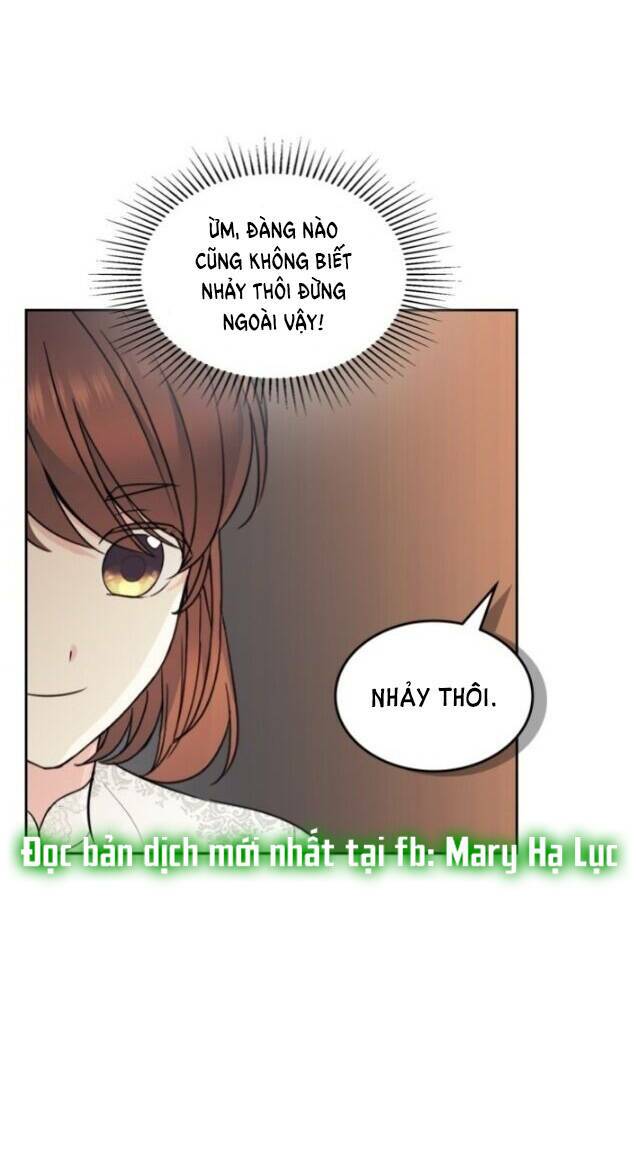 ỪM, ĐÀNG NÀO
CŨNG KHÔNG BIẾT
NHẢY THÔI ĐỪNG
NGOÀI VẬY!
NHẢY THÔI.
Đọc bản dịch mới nhất tại fb: Mary Hạ Lục